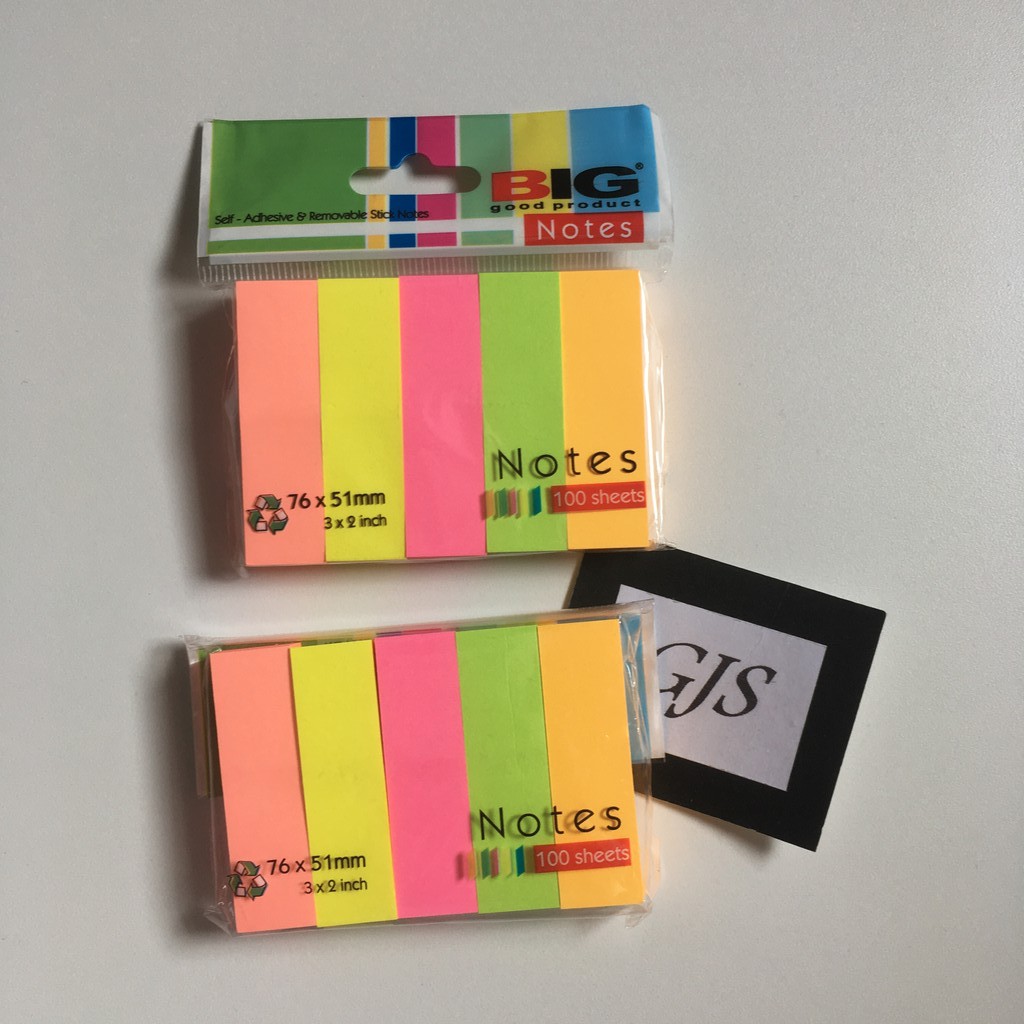 BIG®
good product
Self - Adhesive & Removable Stick Notes
Notes
Notes
100 sheets
76 x 51mm
3 x 2 inch
GJS
Notes
100 sheets
76 x 51mm
3 x 2 inch